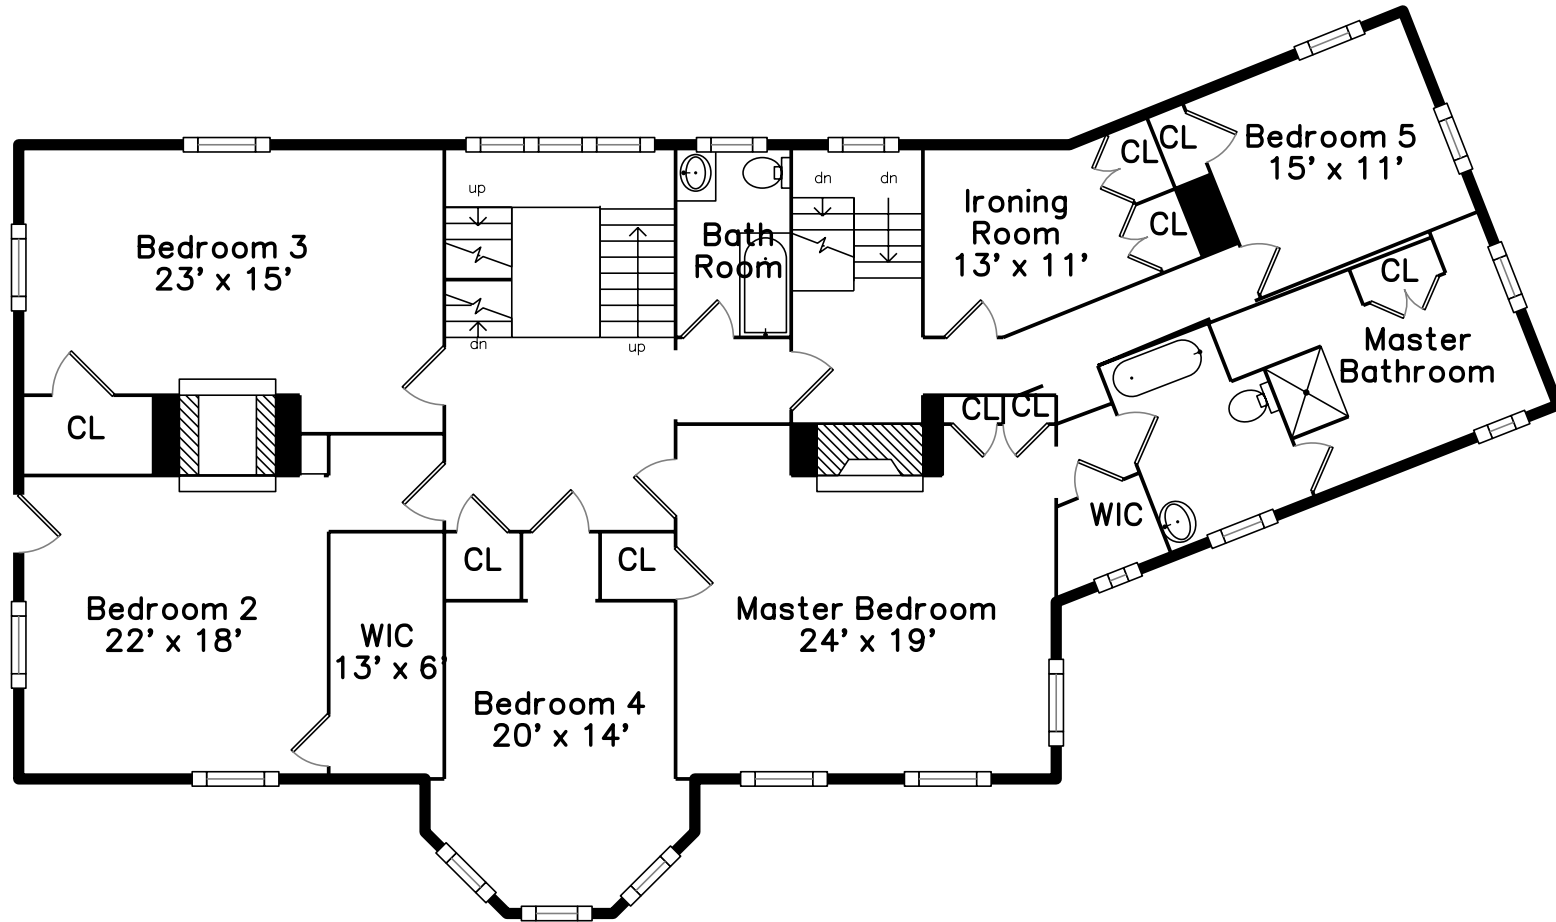 Bedroom 3
23' x 15'
CL
up
dn
up
Bath
Room
dn
dn
Ironing
Room
13' x 11'
CL
CL
CL
Bedroom 5
15' x 11'
CL
Master
Bathroom
CL
CL
WIC
Bedroom 2
22' x 18'
WIC
13' x 6'
CL
CL
Bedroom 4
20' x 14'
Master Bedroom
24' x 19'